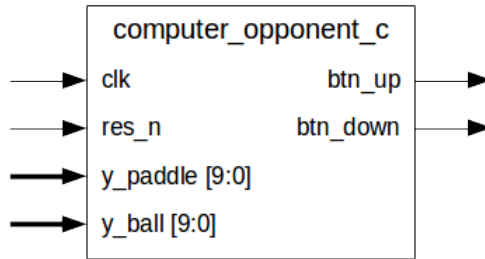 computer_opponent_c
clk btn_up
res_n btn_down
y_paddle [9:0]
y_ball [9:0]